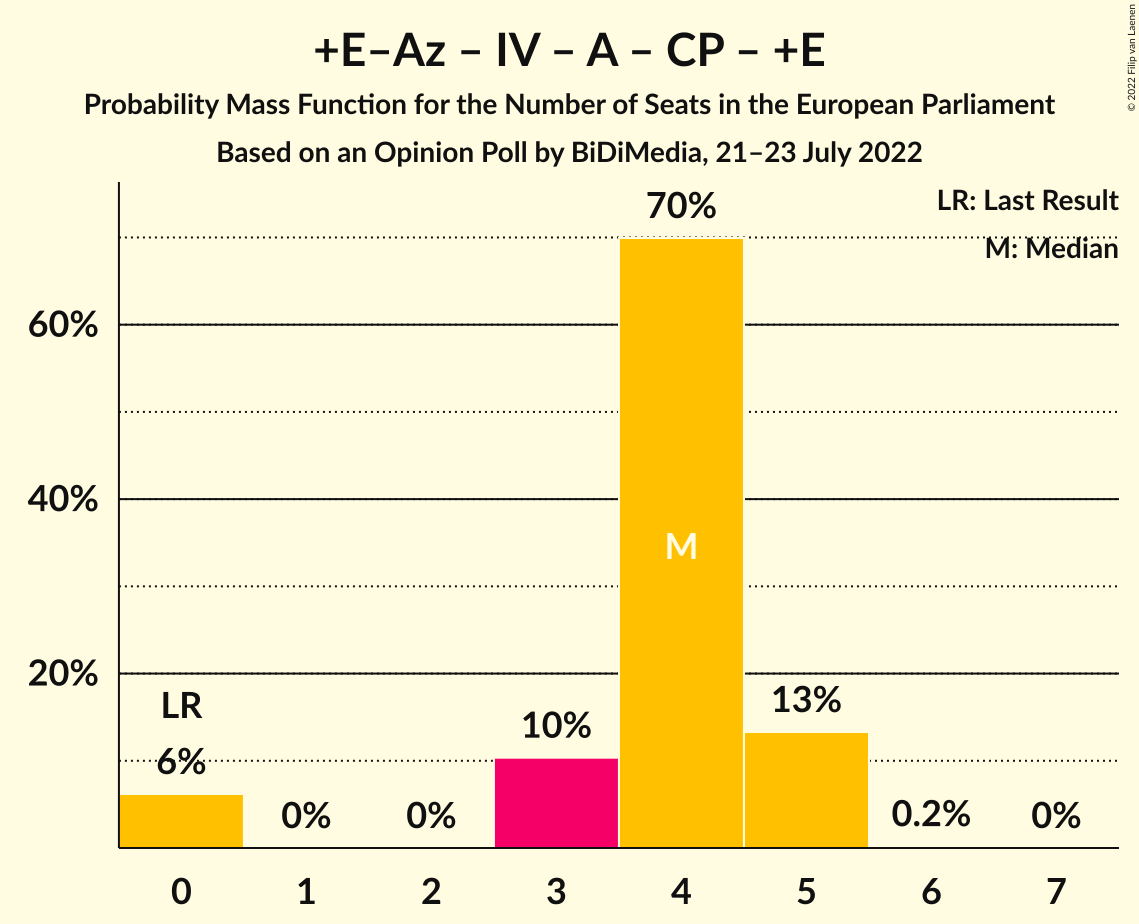 +E–Az – IV – A – CP – +E
Probability Mass Function for the Number of Seats in the European Parliament
Based on an Opinion Poll by BiDiMedia, 21–23 July 2022
© 2022 Filip van Laenen
LR: Last Result
M: Median
70%
60%
40%
M
20%
LR
6%
0%
0%
10%
13%
0.2%
0%
0 1 2 3 4 5 6 7